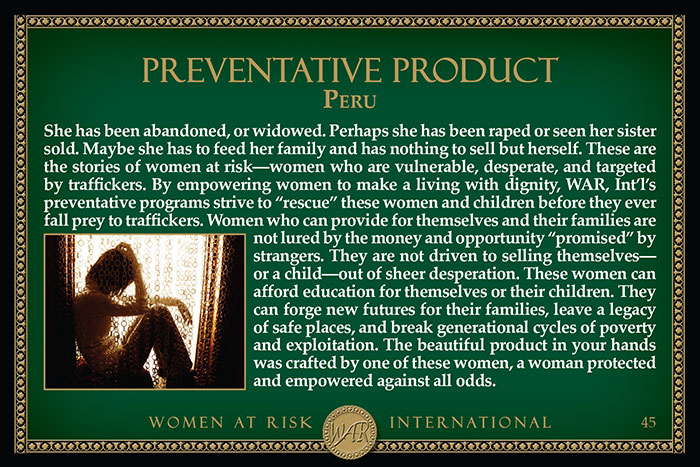 PREVENTATIVE PRODUCT
PERU
She has been abandoned, or widowed. Perhaps she has been raped or seen her sister
sold. Maybe she has to feed her family and has nothing to sell but herself. These are
the stories of women at risk—women who are vulnerable, desperate, and targeted
by traffickers. By empowering women to make a living with dignity, WAR, Int'l's
preventative programs strive to “rescue” these women and children before they ever
fall prey to traffickers. Women who can provide for themselves and their families are
not lured by the money and opportunity “promised” by
strangers. They are not driven to selling themselves—
or a child—out of sheer desperation. These women can
afford education for themselves or their children. They
can forge new futures for their families, leave a legacy
of safe places, and break generational cycles of poverty
and exploitation. The beautiful product in your hands
was crafted by one of these women, a woman protected
and empowered against all odds.
WOMEN AT RISK WAR INTERNATIONAL 45